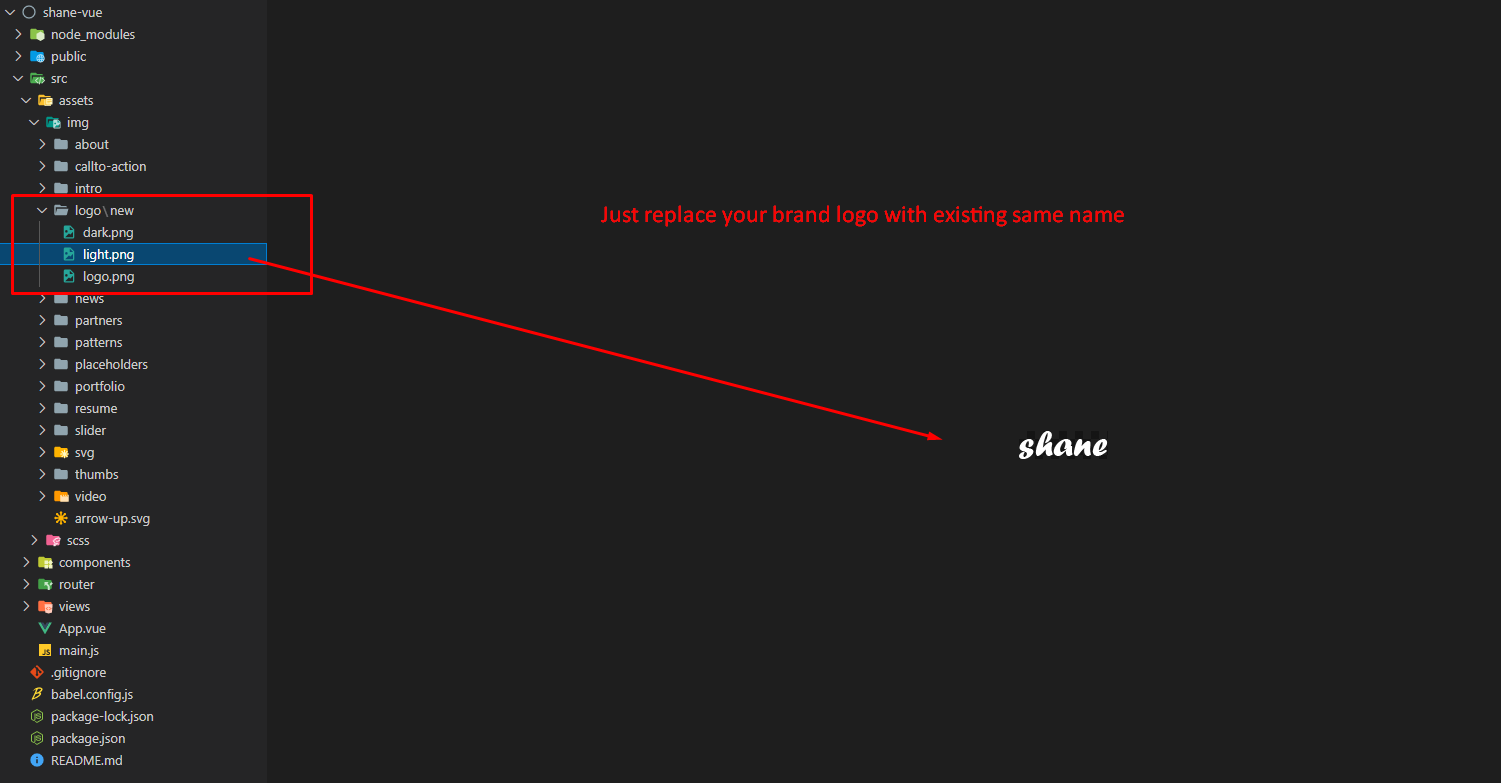 shane-vue
node_modules
public
src
assets
img
about
callto-action
intro
logo\new
dark.png
light.png
logo.png
news
partners
patterns
placeholders
portfolio
resume
slider
svg
thumbs
video
arrow-up.svg
scss
components
router
views
App.vue
JS main.js
.gitignore
babel.config.js
package-lock.json
package.json
README.md
Just replace your brand logo with existing same name
shane